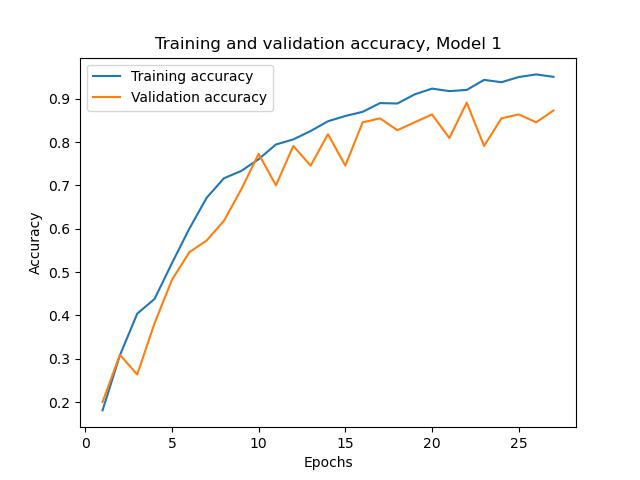 Training and validation accuracy, Model 1
Training accuracy
Validation accuracy
0.9
0.8
0.7
0.6
0.5
0.4
0.3
0.2
Accuracy
0 5 10 15 20 25
Epochs